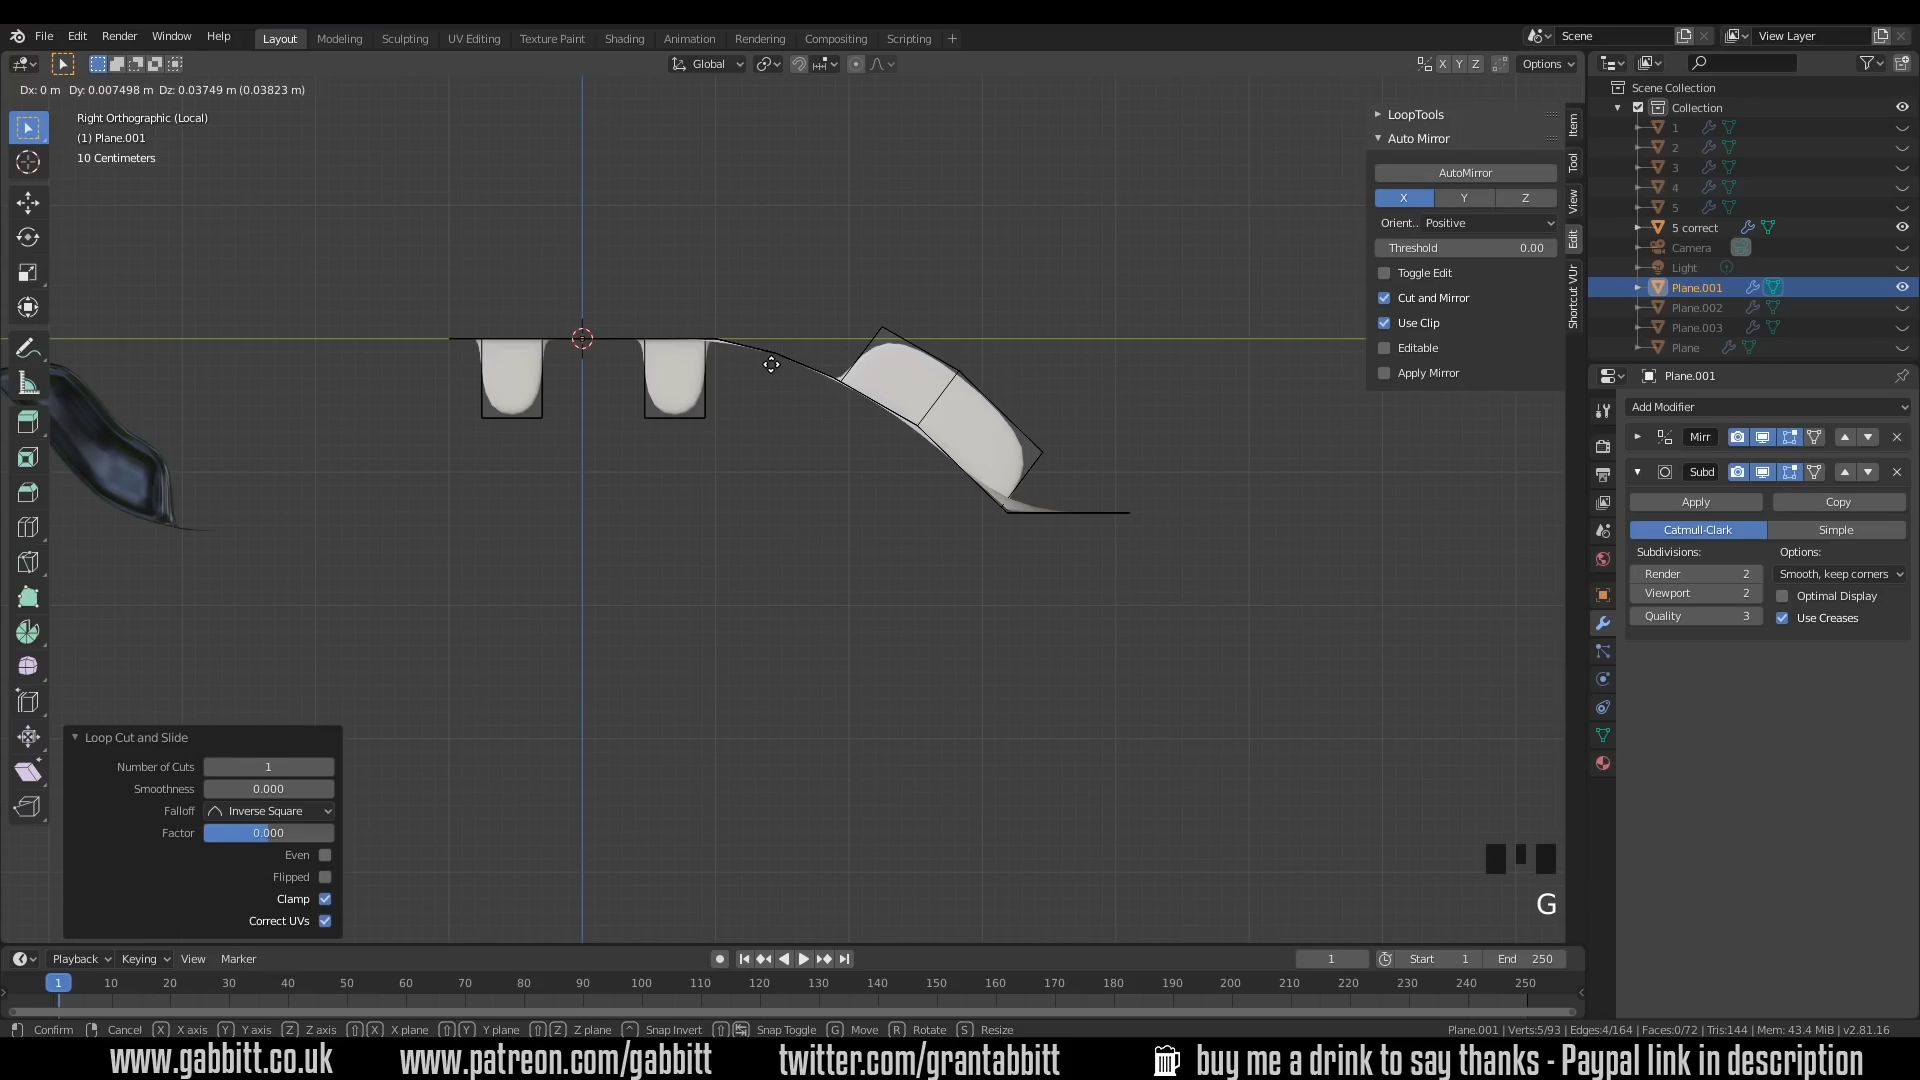 File Edit Render Window Help Layout Modeling Sculpting UV Editing Texture Paint Shading Animation Rendering Compositing Scripting + Scene View Layer
Global X Y Z Options
Dx: 0 m Dy: 0.007498 m Dz: 0.03749 m (0.03823 m)
Right Orthographic (Local)
(1) Plane.001
10 Centimeters
LoopTools
Auto Mirror
AutoMirror
X Y Z
Orient.. Positive
Threshold 0.00
Toggle Edit
Cut and Mirror
Use Clip
Editable
Apply Mirror
Item
Tool
View
Edit
Shortcut VUr
Scene Collection
Collection
1
2
3
4
5
5 correct
Camera
Light
Plane.001
Plane.002
Plane.003
Plane
Plane.001
Add Modifier
Mirr
Subd
Apply Copy
Catmull-Clark Simple
Subdivisions: Options:
Render 2 Smooth, keep corners
Viewport 2 Optimal Display
Quality 3 Use Creases
Loop Cut and Slide
Number of Cuts 1
Smoothness 0.000
Falloff Inverse Square
Factor 0.000
Even
Flipped
Clamp
Correct UVs
G
Playback Keying View Marker 1 Start 1 End 250
1 10 20 30 40 50 60 70 80 90 100 110 120 130 140 150 160 170 180 190 200 210 220 230 240 250
Confirm Cancel X X axis Y Y axis Z Z axis X X plane Y Y plane Z Z plane Snap Invert Snap Toggle G Move R Rotate S Resize Plane.001 | Verts:5/93 | Edges:4/164 | Faces:0/72 | Tris:144 | Mem: 43.4 MiB | v2.81.16
www.gabbitt.co.uk www.patreon.com/gabbitt twitter.com/grantabbitt buy me a drink to say thanks - Paypal link in description